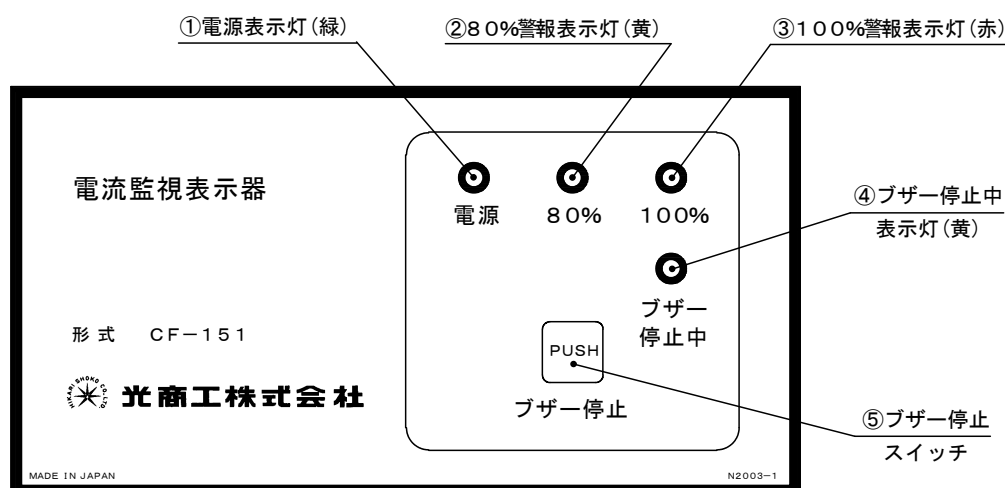 ①電源表示灯(緑)
②80%警報表示灯(黄)
③100%警報表示灯(赤)
電流監視表示器
電源
80%
100%
④ブザー停止中
表示灯(黄)
ブザー
停止中
形式 CF-151
PUSH
HIKARI SHOKO CO.,LTD.
光商工株式会社
ブザー停止
⑤ブザー停止
スイッチ
MADE IN JAPAN
N2003-1